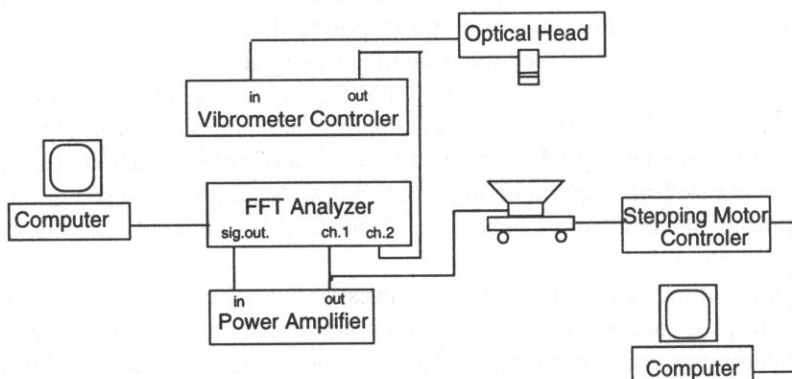 Optical Head
in out
Vibrometer Controler
FFT Analyzer
sig.out. ch.1 ch.2
Computer
Stepping Motor
Controler
in out
Power Amplifier
Computer